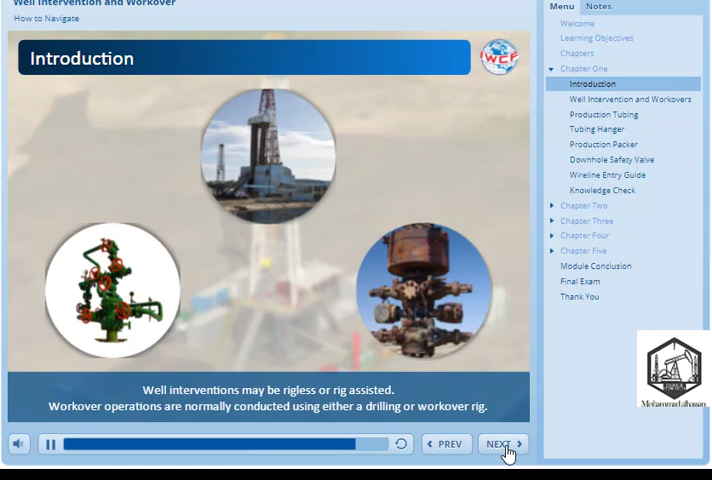 Well Intervention and Workover
How to Navigate
Introduction
IWCF
Well interventions may be rigless or rig assisted.
Workover operations are normally conducted using either a drilling or workover rig.
PREV
NEXT
Menu
Notes
Welcome
Learning Objectives
Chapters
Chapter One
Introduction
Well Intervention and Workovers
Production Tubing
Tubing Hanger
Production Packer
Downhole Safety Valve
Wireline Entry Guide
Knowledge Check
Chapter Two
Chapter Three
Chapter Four
Chapter Five
Module Conclusion
Final Exam
Thank You
Mohammad alhassan